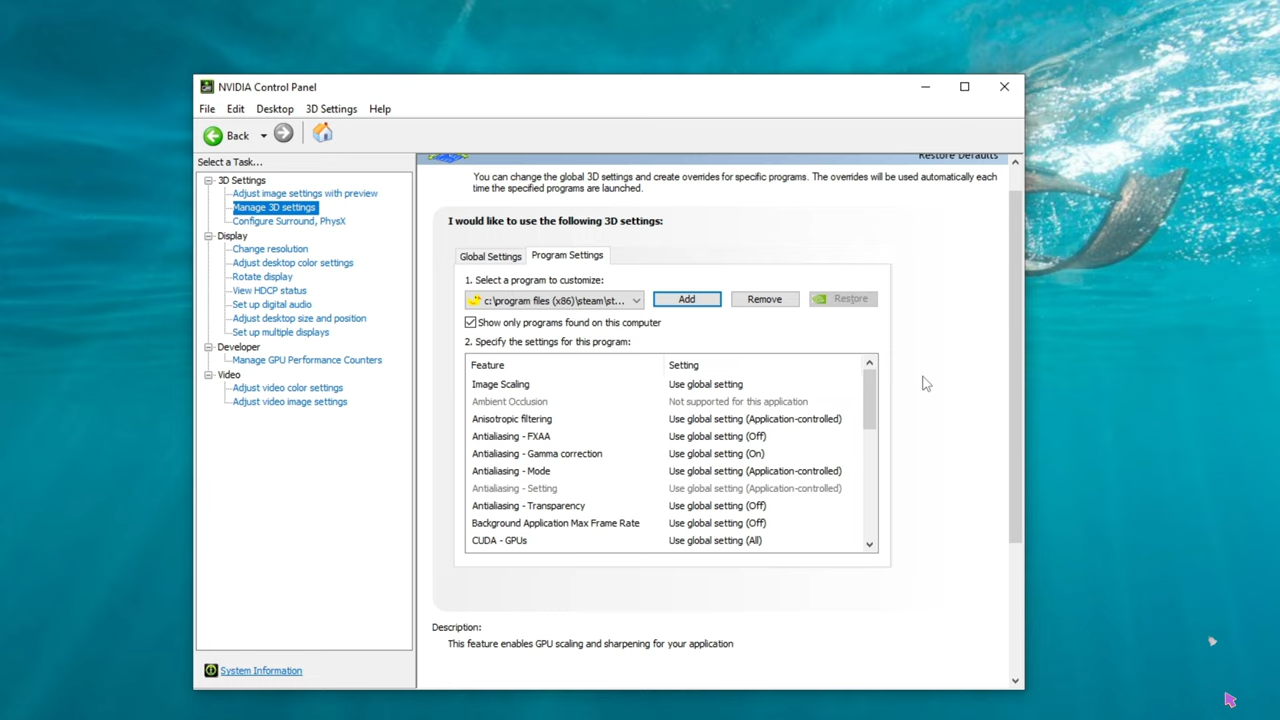 NVIDIA Control Panel
File Edit Desktop 3D Settings Help
Back
Select a Task...
3D Settings
Adjust image settings with preview
Manage 3D settings
Configure Surround, PhysX
Display
Change resolution
Adjust desktop color settings
Rotate display
View HDCP status
Set up digital audio
Adjust desktop size and position
Set up multiple displays
Developer
Manage GPU Performance Counters
Video
Adjust video color settings
Adjust video image settings
System Information
Restore Defaults
You can change the global 3D settings and create overrides for specific programs. The overrides will be used automatically each
time the specified programs are launched.
I would like to use the following 3D settings:
Global Settings Program Settings
1. Select a program to customize:
c:\program files (x86)\steam\st... Add Remove Restore
Show only programs found on this computer
2. Specify the settings for this program:
Feature Setting
Image Scaling Use global setting
Ambient Occlusion Not supported for this application
Anisotropic filtering Use global setting (Application-controlled)
Antialiasing - FXAA Use global setting (Off)
Antialiasing - Gamma correction Use global setting (On)
Antialiasing - Mode Use global setting (Application-controlled)
Antialiasing - Setting Use global setting (Application-controlled)
Antialiasing - Transparency Use global setting (Off)
Background Application Max Frame Rate Use global setting (Off)
CUDA - GPUs Use global setting (All)
Description:
This feature enables GPU scaling and sharpening for your application